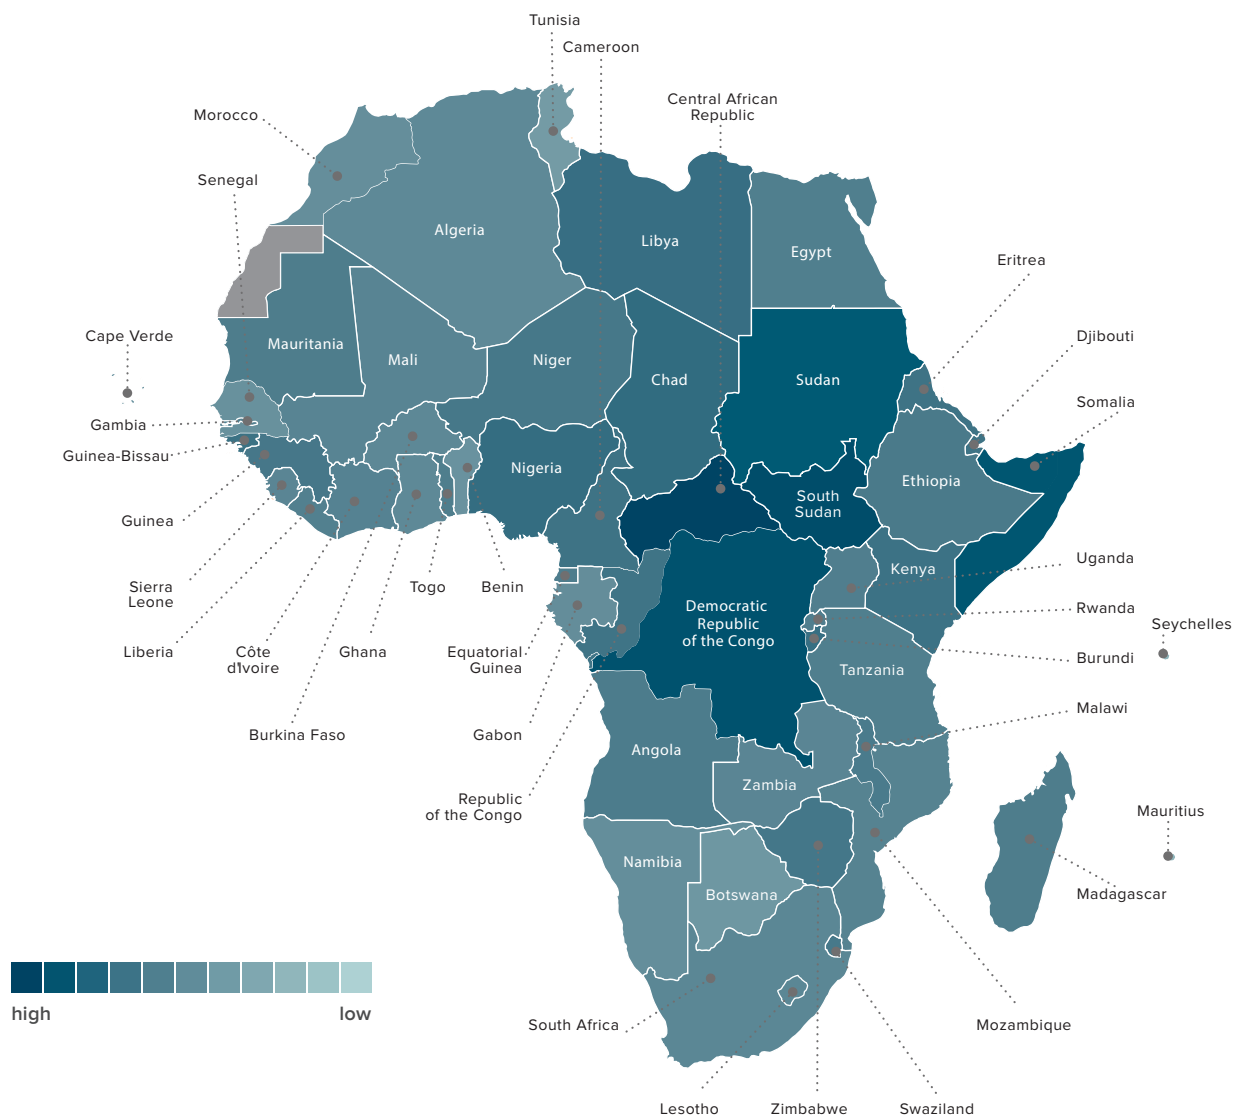 Tunisia
Cameroon
Central African
Republic
Morocco
Senegal
Algeria
Libya
Egypt
Eritrea
Cape Verde
Mauritania
Mali
Niger
Chad
Sudan
Djibouti
Somalia
Gambia
Guinea-Bissau
Nigeria
Ethiopia
South
Sudan
Guinea
Kenya
Uganda
Sierra
Leone
Togo
Benin
Democratic
Republic
of the Congo
Rwanda
Seychelles
Liberia
Côte
d'Ivoire
Ghana
Equatorial
Guinea
Burundi
Tanzania
Malawi
Burkina Faso
Gabon
Angola
Zambia
Republic
of the Congo
Mauritius
Namibia
Botswana
Madagascar
high
low
South Africa
Mozambique
Lesotho
Zimbabwe
Swaziland